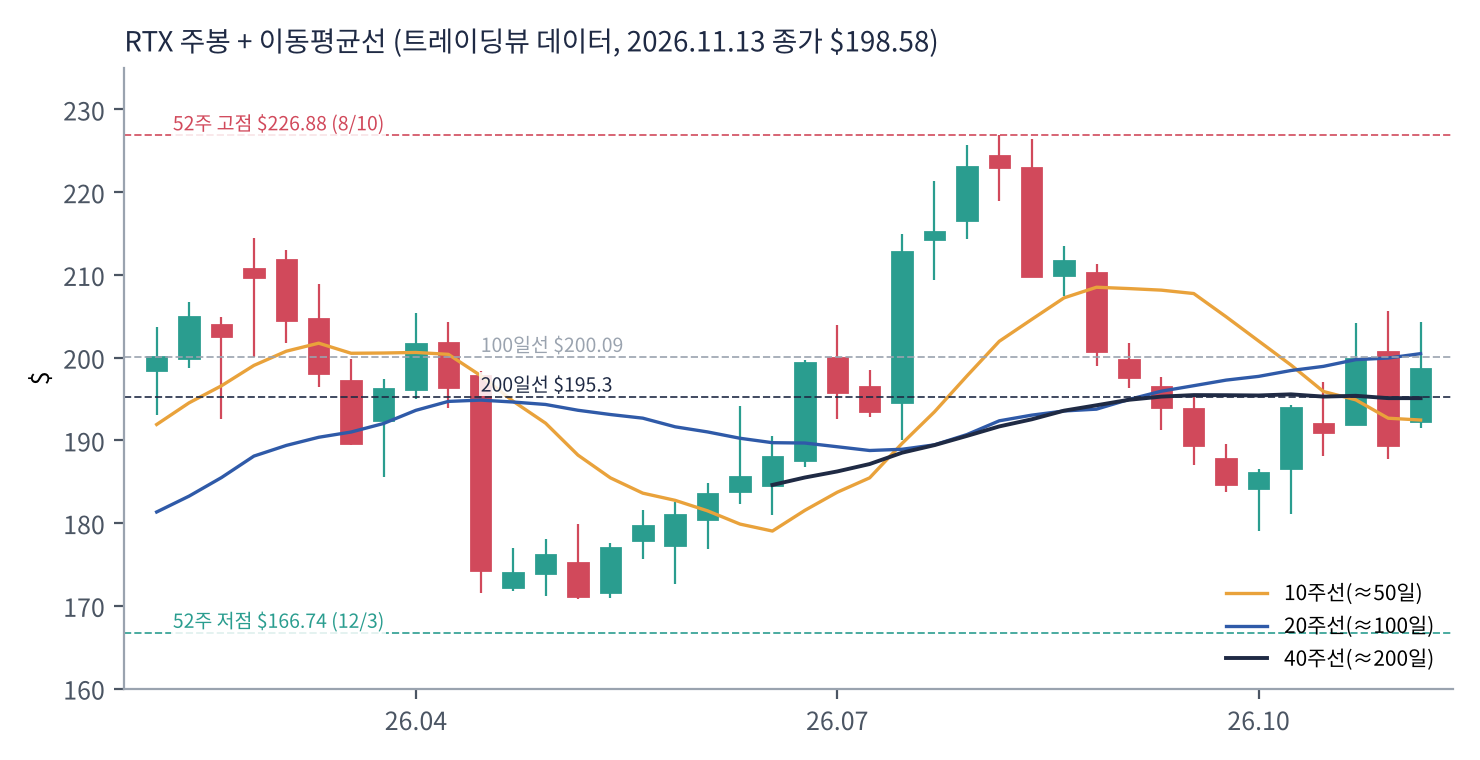 RTX 주봉 + 이동평균선 (트레이딩뷰 데이터, 2026.11.13 종가 $198.58)
$
230
220
210
200
190
180
170
160
52주 고점 $226.88 (8/10)
100일선 $200.09
200일선 $195.3
52주 저점 $166.74 (12/3)
10주선(≈50일)
20주선(≈100일)
40주선(≈200일)
26.04
26.07
26.10